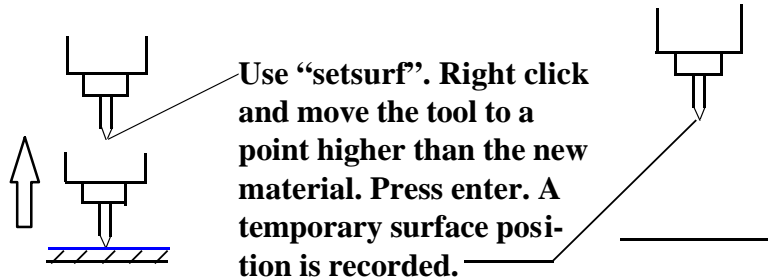 Use “setsurf”. Right click
and move the tool to a
point higher than the new
material. Press enter. A
temporary surface posi-
tion is recorded.